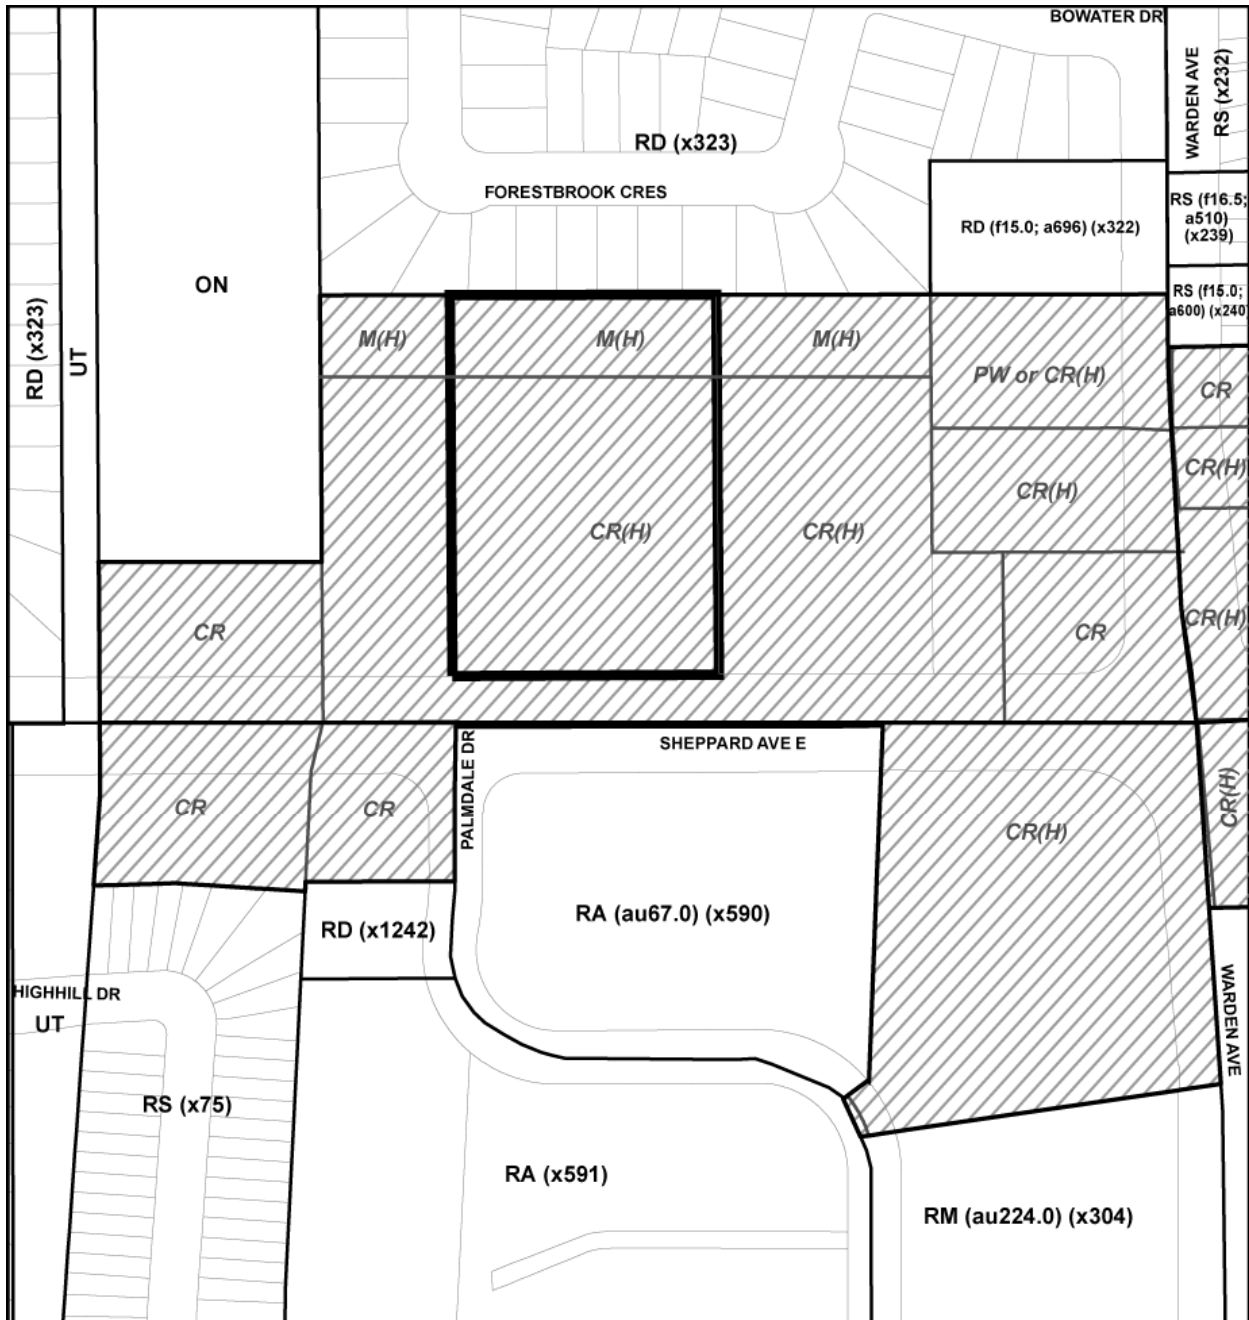 BOWATER DR
WARDEN AVE
RS (x232)
RD (x323)
FORESTBROOK CRES
RS (f16.5;
a510)
(x239)
RD (f15.0; a696) (x322)
ON
RS (f15.0;
a600) (x240)
RD (x323)
UT
M(H)
M(H)
M(H)
PW or CR(H)
CR
CR(H)
CR(H)
CR(H)
CR(H)
CR
CR
CR(H)
SHEPPARD AVE E
PALMDALE DR
CR
CR
CR(H)
CR(H)
RA (au67.0) (x590)
RD (x1242)
HIGHHILL DR
UT
WARDEN AVE
RS (x75)
RA (x591)
RM (au224.0) (x304)